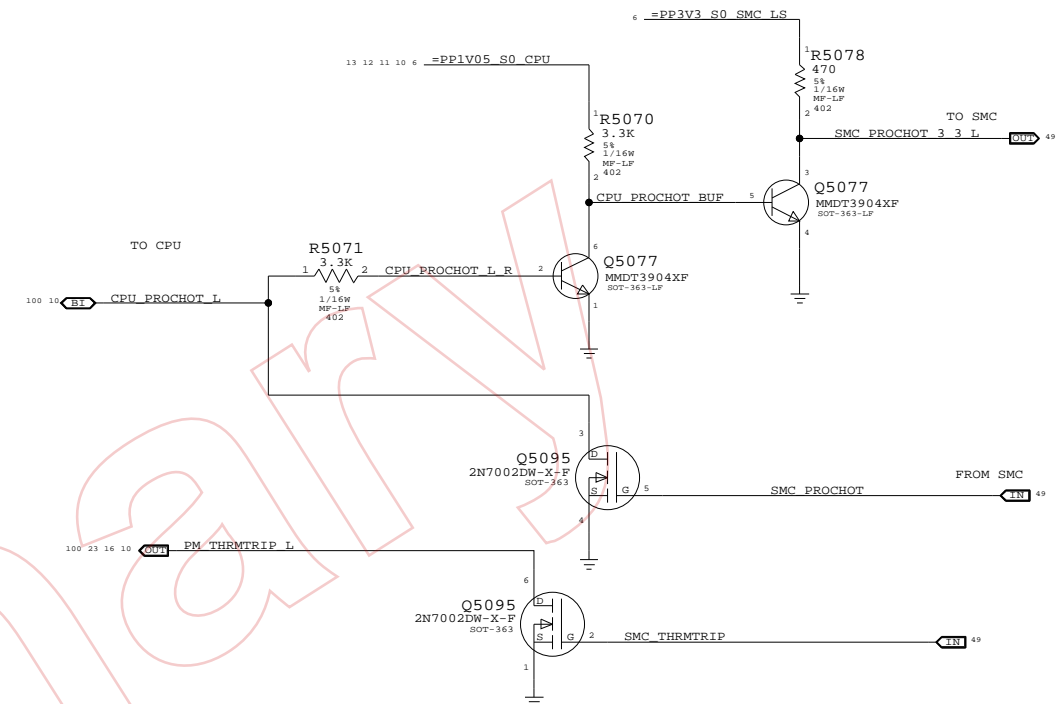 6 =PP3V3_S0_SMC_LS
13 12 11 10 6 =PP1V05_S0_CPU
1
R5078
470
5%
1/16W
MF-LF
402
2
1
R5070
3.3K
5%
1/16W
MF-LF
402
2
TO SMC
SMC_PROCHOT_3_3_L
OUT 49
3
CPU_PROCHOT_BUF
5
Q5077
MMDT3904XF
SOT-363-LF
4
TO CPU
R5071
3.3K
1 2
5%
1/16W
MF-LF
402
CPU_PROCHOT_L_R
2
6
Q5077
MMDT3904XF
SOT-363-LF
1
100 10 BI CPU_PROCHOT_L
3
Q5095
2N7002DW-X-F
SOT-363
D
S G
5
4
SMC_PROCHOT
FROM SMC
IN 49
100 23 16 10 OUT PM_THRMTRIP_L
6
Q5095
2N7002DW-X-F
SOT-363
D
S G
2
1
SMC_THRMTRIP
IN 49
nary